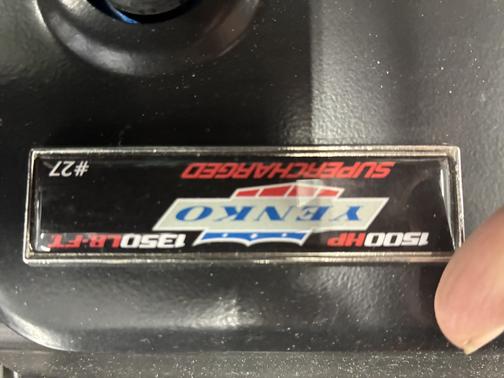 1500HP YENKO 1350LB-FT
SUPERCHARGED
#27